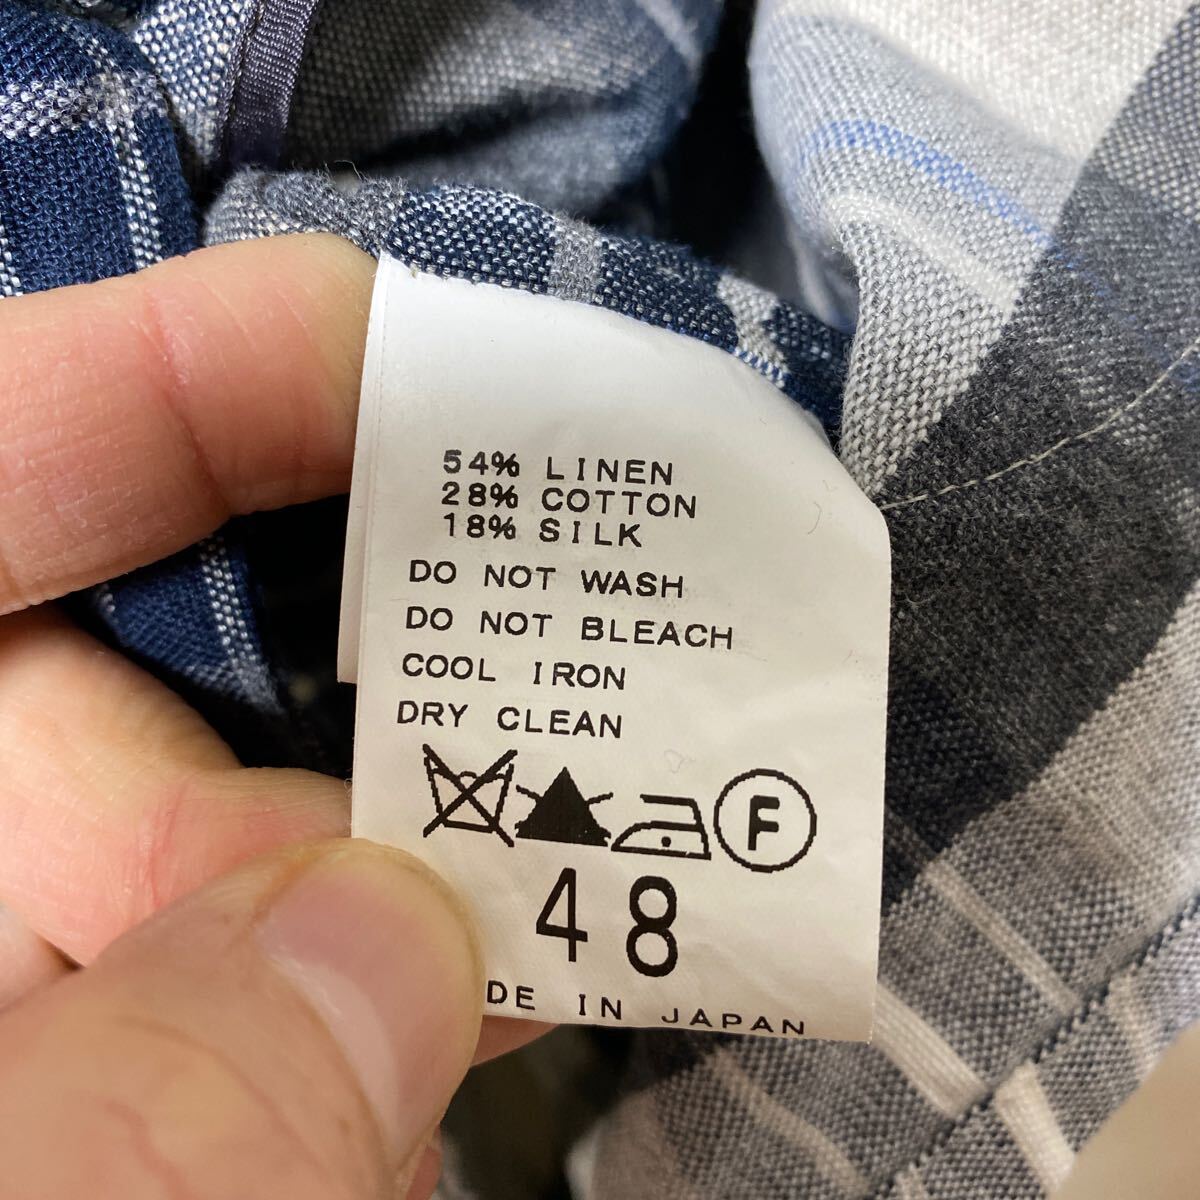 54% LINEN
28% COTTON
18% SILK
DO NOT WASH
DO NOT BLEACH
COOL IRON
DRY CLEAN
F
48
DE IN JAPAN